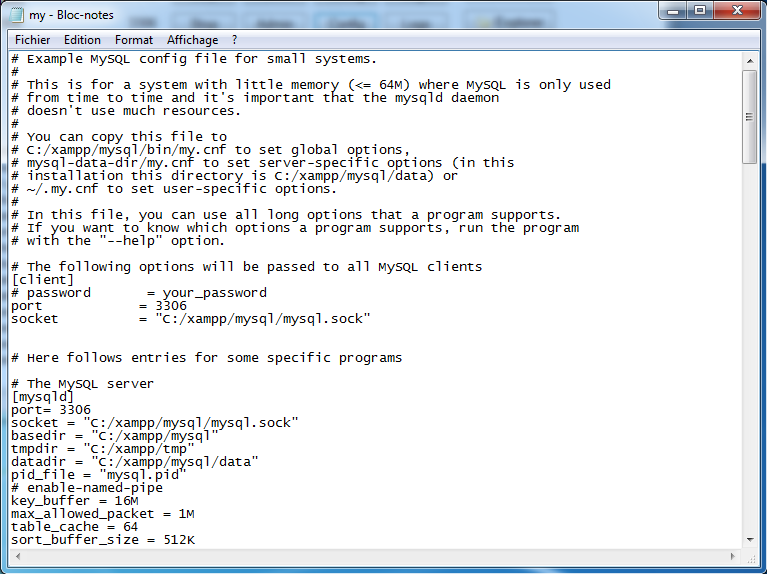 my - Bloc-notes
Fichier Edition Format Affichage ?
# Example MySQL config file for small systems.
#
# This is for a system with little memory (<= 64M) where MySQL is only used
# from time to time and it's important that the mysqld daemon
# doesn't use much resources.
#
# You can copy this file to
# C:/xampp/mysql/bin/my.cnf to set global options,
# mysql-data-dir/my.cnf to set server-specific options (in this
# installation this directory is C:/xampp/mysql/data) or
# ~/.my.cnf to set user-specific options.
#
# In this file, you can use all long options that a program supports.
# If you want to know which options a program supports, run the program
# with the "--help" option.

# The following options will be passed to all MySQL clients
[client]
# password       = your_password
port            = 3306
socket          = "C:/xampp/mysql/mysql.sock"


# Here follows entries for some specific programs

# The MySQL server
[mysqld]
port= 3306
socket = "C:/xampp/mysql/mysql.sock"
basedir = "C:/xampp/mysql"
tmpdir = "C:/xampp/tmp"
datadir = "C:/xampp/mysql/data"
pid_file = "mysql.pid"
# enable-named-pipe
key_buffer = 16M
max_allowed_packet = 1M
table_cache = 64
sort_buffer_size = 512K